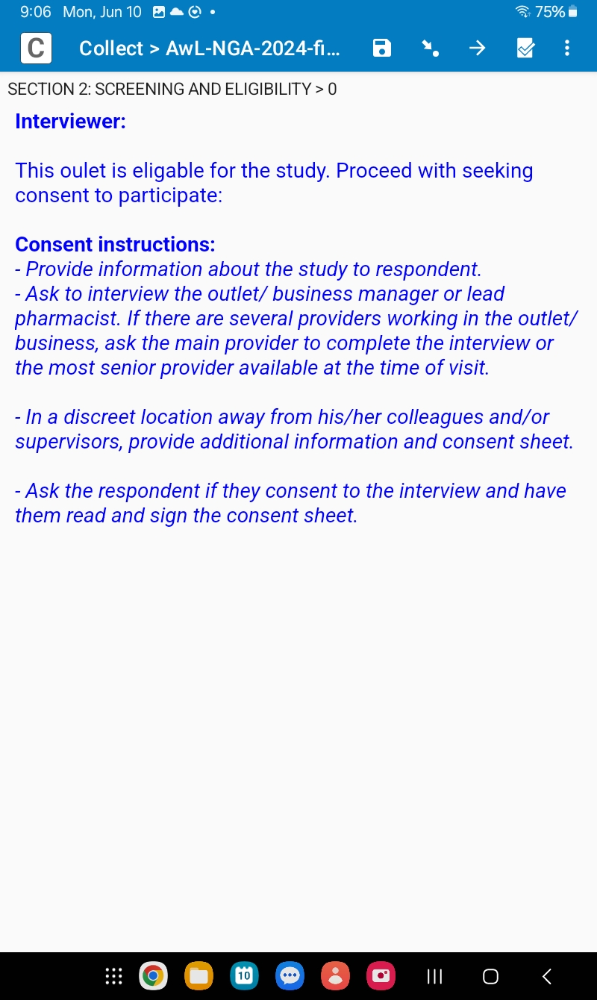 9:06 Mon, Jun 10 75%
C Collect > AwL-NGA-2024-fi...
SECTION 2: SCREENING AND ELIGIBILITY > 0
Interviewer:
This oulet is eligable for the study. Proceed with seeking
consent to participate:
Consent instructions:
- Provide information about the study to respondent.
- Ask to interview the outlet/ business manager or lead
pharmacist. If there are several providers working in the outlet/
business, ask the main provider to complete the interview or
the most senior provider available at the time of visit.
- In a discreet location away from his/her colleagues and/or
supervisors, provide additional information and consent sheet.
- Ask the respondent if they consent to the interview and have
them read and sign the consent sheet.
10